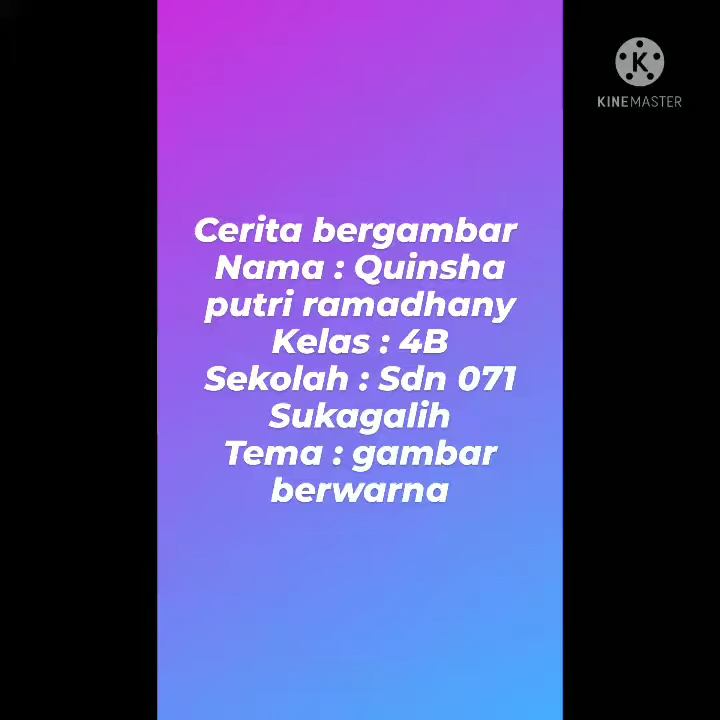 KINEMASTER
Cerita bergambar
Nama : Quinsha
putri ramadhany
Kelas : 4B
Sekolah : Sdn 071
Sukagalih
Tema : gambar
berwarna